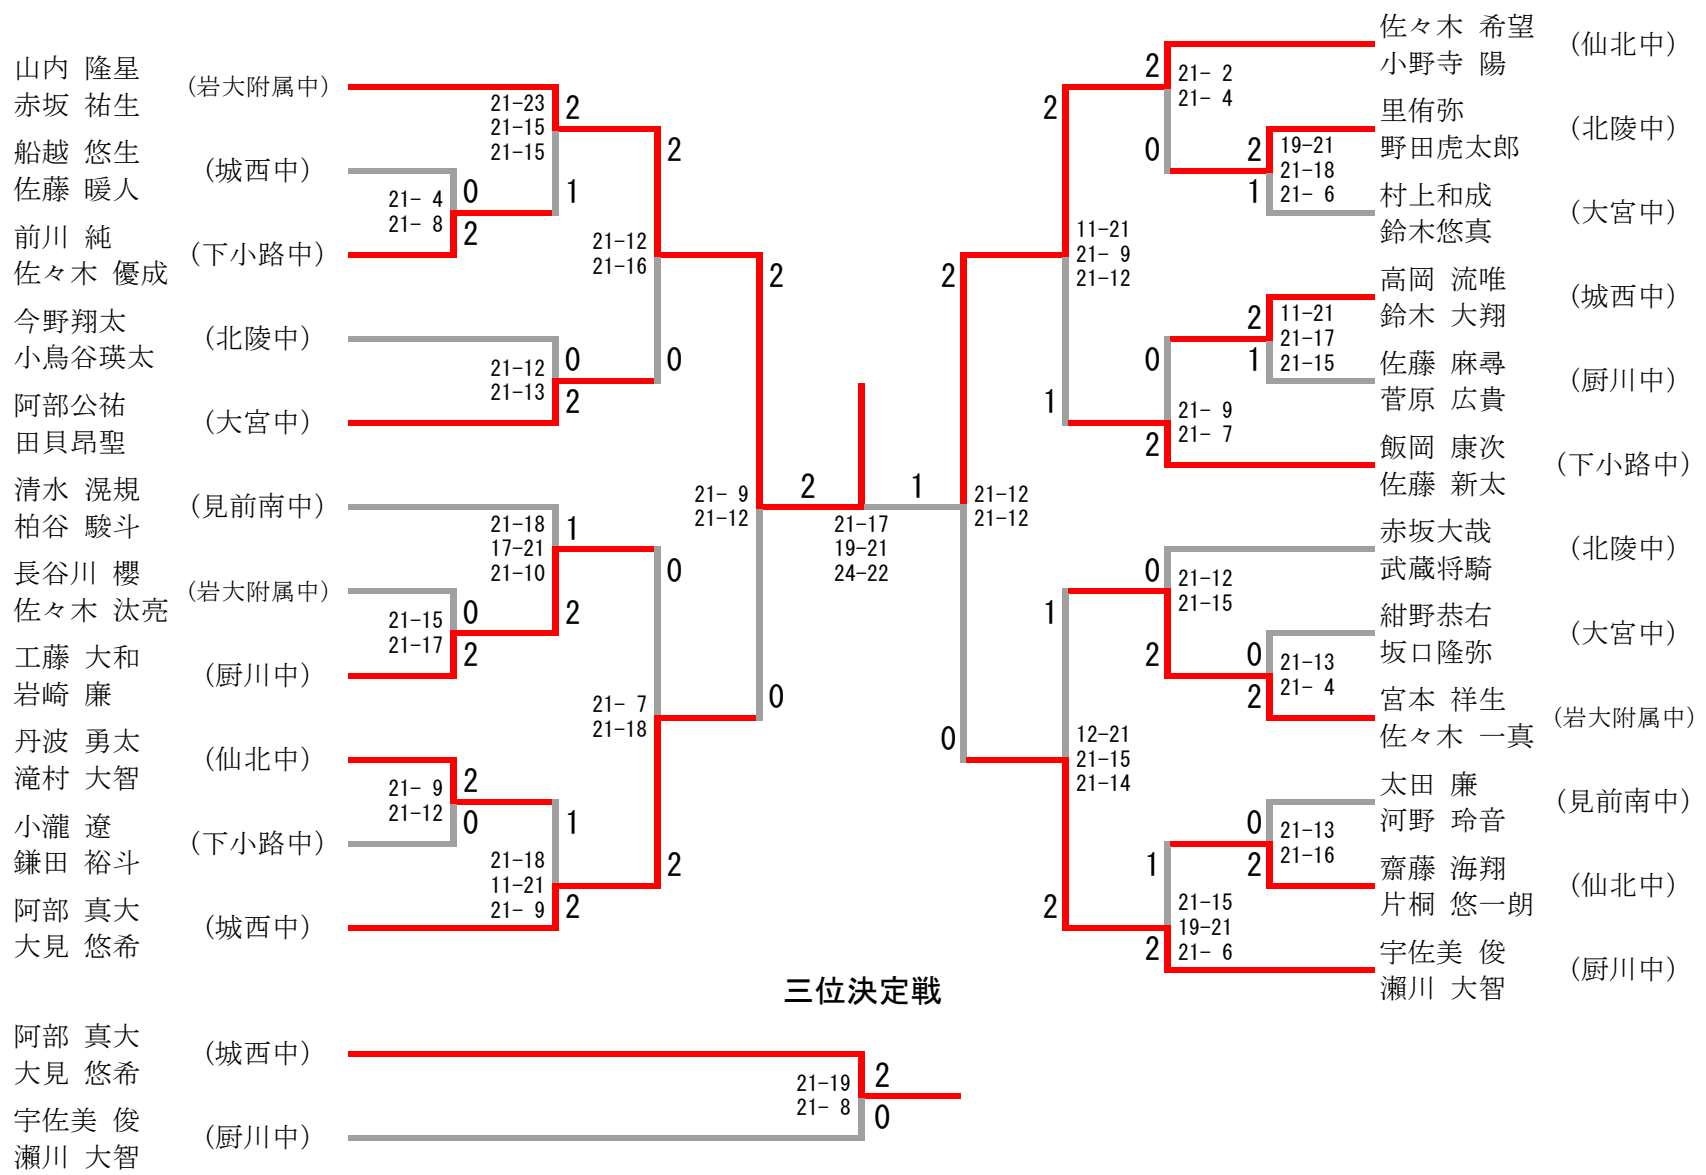 山内 隆星
赤坂 祐生
(岩大附属中)
船越 悠生
佐藤 暖人
(城西中)
前川 純
佐々木 優成
(下小路中)
今野翔太
小鳥谷瑛太
(北陵中)
阿部公祐
田貝昂聖
(大宮中)
清水 滉規
柏谷 駿斗
(見前南中)
長谷川 櫻
佐々木 汰亮
(岩大附属中)
工藤 大和
岩崎 廉
(厨川中)
丹波 勇太
滝村 大智
(仙北中)
小瀧 遼
鎌田 裕斗
(下小路中)
阿部 真大
大見 悠希
(城西中)
21- 4
21- 8
0
2
21-15
21-17
0
2
21- 9
21-12
2
0
21-23
21-15
21-15
2
1
21-12
21-13
0
2
21-18
17-21
21-10
1
2
21-18
11-21
21- 9
1
2
21-12
21-16
2
0
21- 7
21-18
0
2
21- 9
21-12
2
0
2
1
21-17
19-21
24-22
2
0
21-12
21-12
2
1
11-21
21- 9
21-12
1
2
12-21
21-15
21-14
2
0
21- 2
21- 4
0
2
21- 9
21- 7
0
2
21-12
21-15
1
2
21-15
19-21
21- 6
2
1
19-21
21-18
21- 6
2
1
11-21
21-17
21-15
0
2
21-13
21- 4
0
2
21-13
21-16
佐々木 希望
小野寺 陽
(仙北中)
里侑弥
野田虎太郎
(北陵中)
村上和成
鈴木悠真
(大宮中)
高岡 流唯
鈴木 大翔
(城西中)
佐藤 麻尋
菅原 広貴
(厨川中)
飯岡 康次
佐藤 新太
(下小路中)
赤坂大哉
武蔵将騎
(北陵中)
紺野恭右
坂口隆弥
(大宮中)
宮本 祥生
佐々木 一真
(岩大附属中)
太田 廉
河野 玲音
(見前南中)
齋藤 海翔
片桐 悠一朗
(仙北中)
宇佐美 俊
瀨川 大智
(厨川中)
三位決定戦
阿部 真大
大見 悠希
(城西中)
宇佐美 俊
瀨川 大智
(厨川中)
21-19
21- 8
2
0